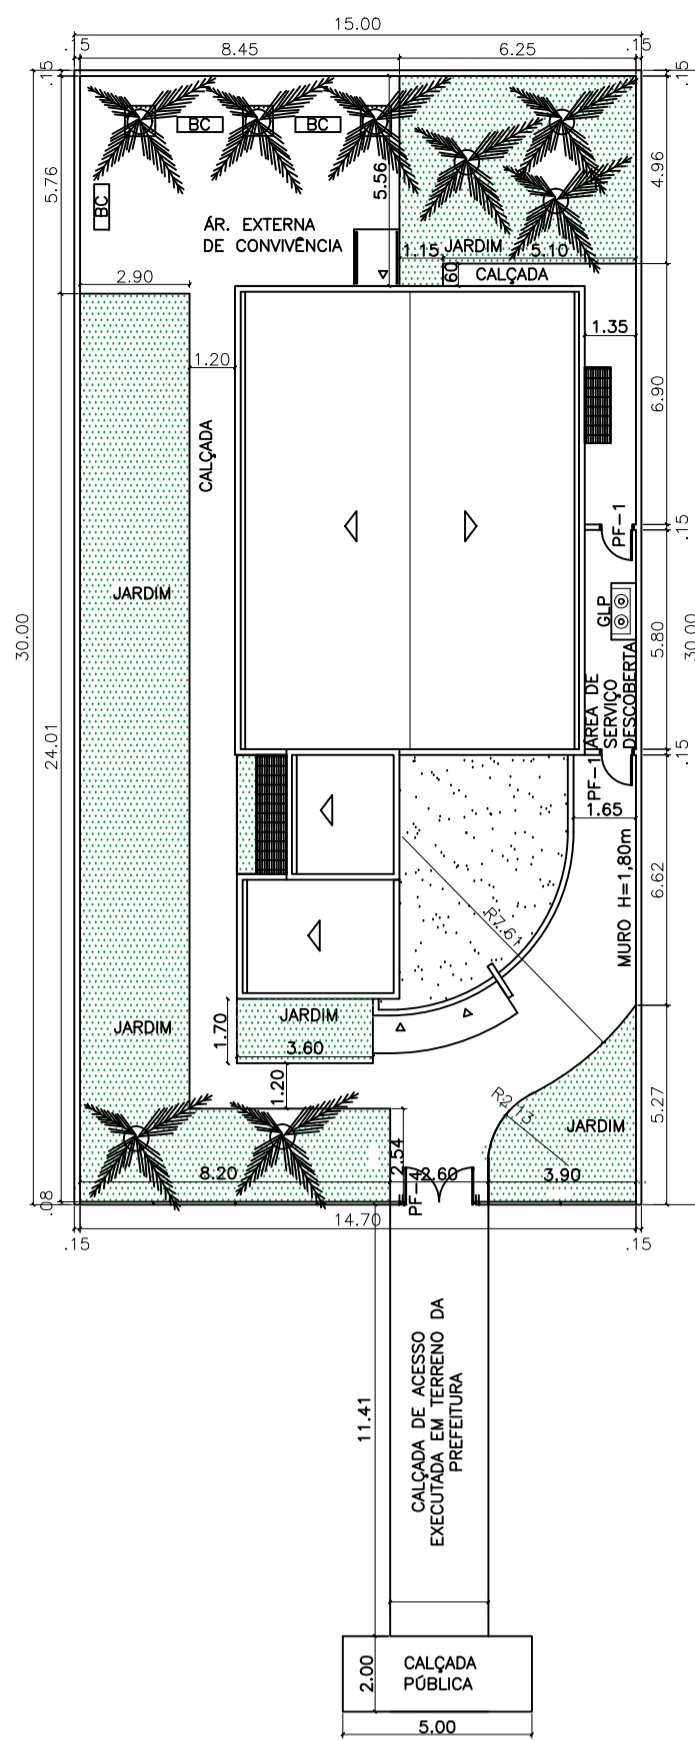 15.00
.15
8.45
6.25
.15
.15
.15
BC
BC
BC
5.76
5.56
4.96
ÁR. EXTERNA
DE CONVIVÊNCIA
1.15
JARDIM
5.10
.60
CALÇADA
2.90
1.20
1.35
CALÇADA
6.90
JARDIM
PF-1
.15
GLP
30.00
5.80
30.00
ÁREA DE
SERVIÇO
DESCOBERTA
24.01
PF-1
.15
1.65
MURO H=1,80m
6.62
R7.61
JARDIM
1.70
JARDIM
3.60
1.20
R2.13
JARDIM
5.27
8.20
2.54
PF-4
2.60
3.90
.08
14.70
.15
.15
11.41
CALÇADA DE ACESSO
EXECUTADA EM TERRENO DA
PREFEITURA
2.00
CALÇADA
PÚBLICA
5.00